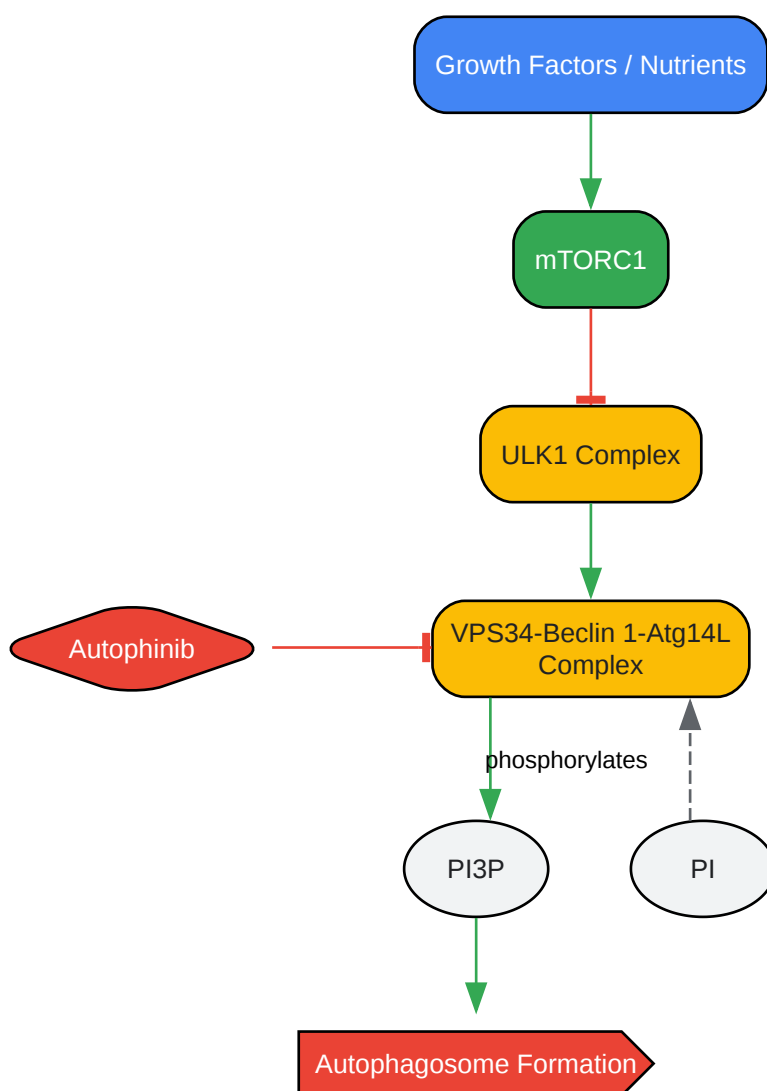 Growth Factors / Nutrients
mTORC1
ULK1 Complex
Autophinib
VPS34-Beclin 1-Atg14L
Complex
phosphorylates
PI3P
PI
Autophagosome Formation